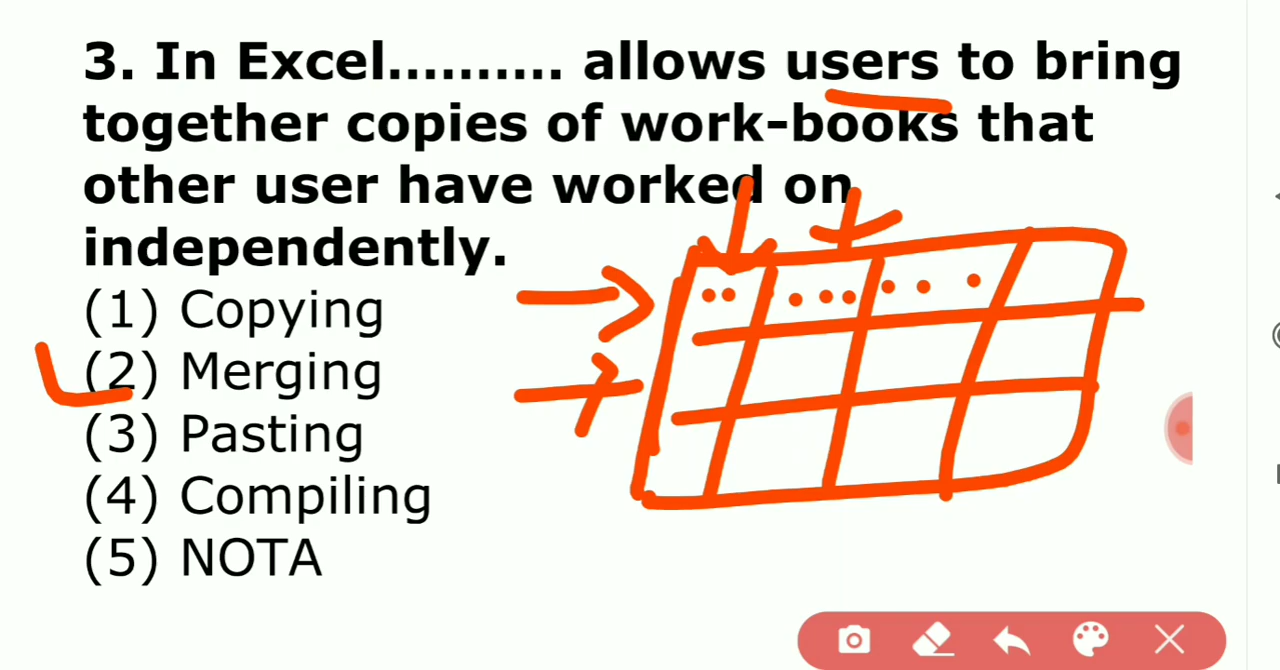 3. In Excel.......... allows users to bring
together copies of work-books that
other user have worked on
independently.
(1) Copying
(2) Merging
(3) Pasting
(4) Compiling
(5) NOTA